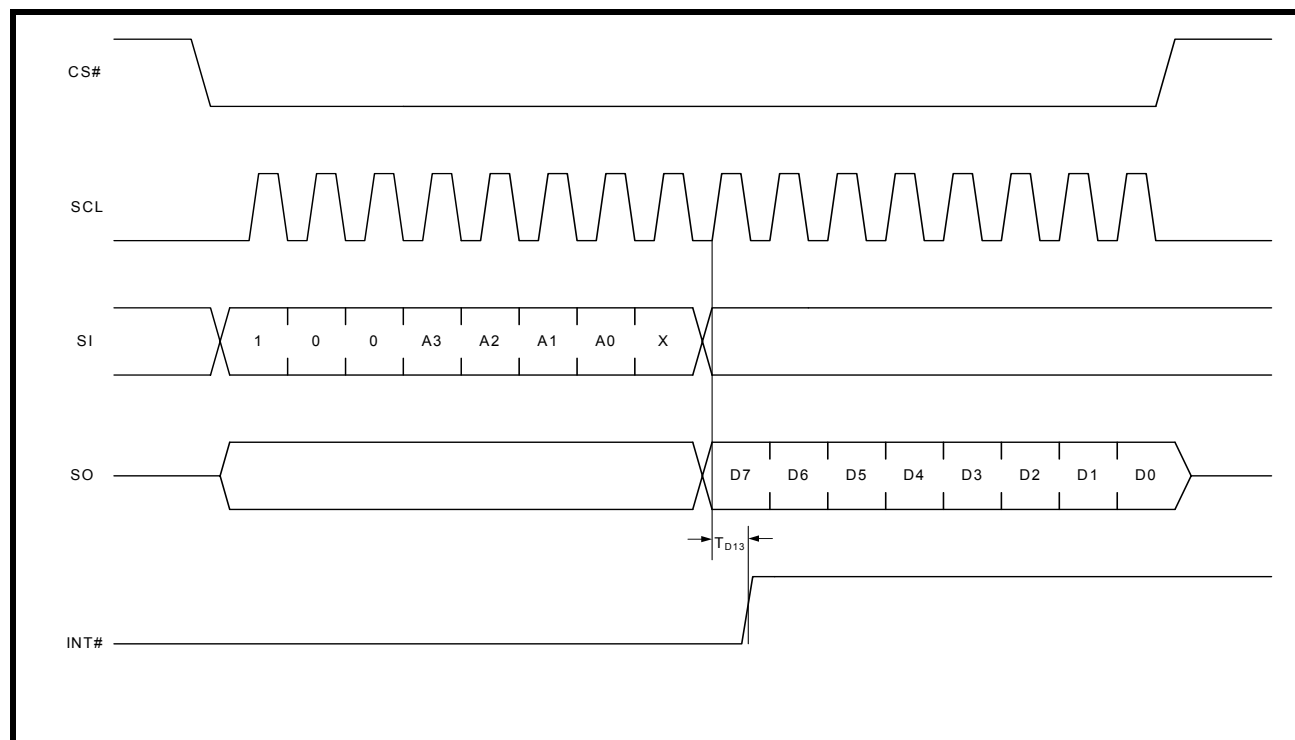 CS#
SCL
SI 1 0 0 A3 A2 A1 A0 X
SO D7 D6 D5 D4 D3 D2 D1 D0
TD13
INT#